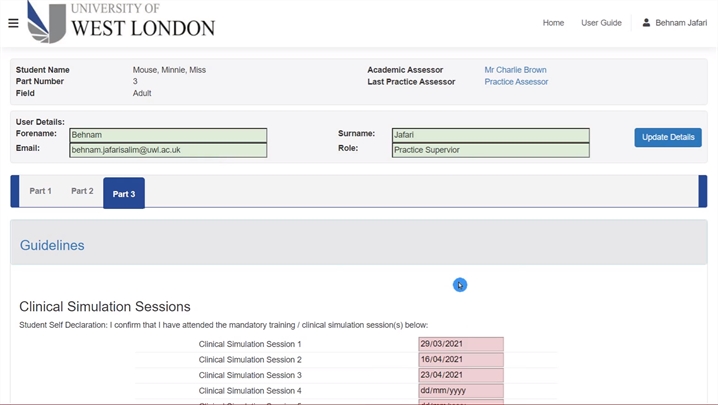 UNIVERSITY OF
WEST LONDON
Home User Guide Behnam Jafari
Student Name Mouse, Minnie, Miss Academic Assessor Mr Charlie Brown
Part Number 3 Last Practice Assessor Practice Assessor
Field Adult
User Details:
Forename: Behnam Surname: Jafari
Update Details
Email: behnam.jafarisalim@uwl.ac.uk Role: Practice Supervior
Part 1 Part 2 Part 3
Guidelines
Clinical Simulation Sessions
Student Self Declaration: I confirm that I have attended the mandatory training / clinical simulation session(s) below:
Clinical Simulation Session 1 29/03/2021
Clinical Simulation Session 2 16/04/2021
Clinical Simulation Session 3 23/04/2021
Clinical Simulation Session 4 dd/mm/yyyy